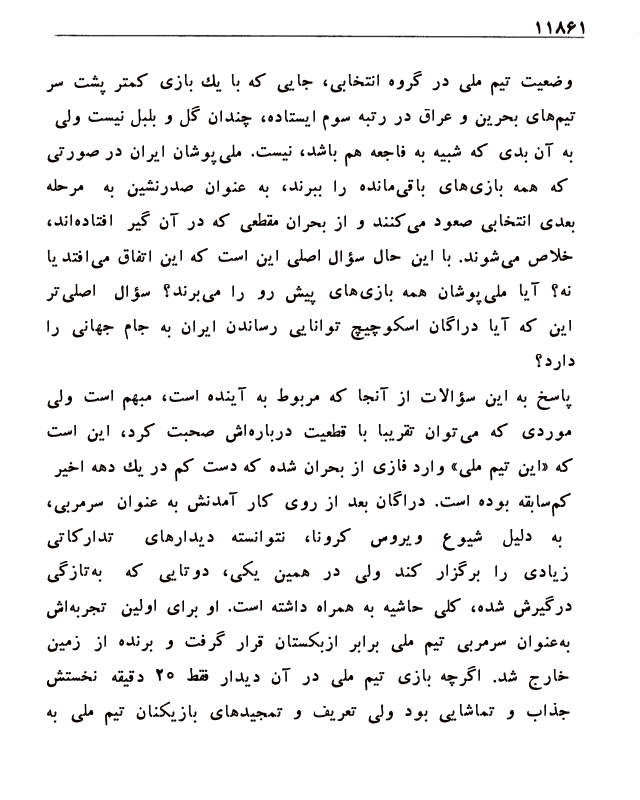 ۱۱۸۶۱
وضعیت تیم ملی در گروه انتخابی، جایی که با یك بازی کمتر پشت سر
تیم‌های بحرین و عراق در رتبه سوم ایستاده، چندان گل و بلبل نیست ولی
به آن بدی که شبیه به فاجعه هم باشد، نیست. ملی‌پوشان ایران در صورتی
که همه بازی‌های باقی‌مانده را ببرند، به عنوان صدرنشین به مرحله
بعدی انتخابی صعود می‌کنند و از بحران مقطعی که در آن گیر افتاده‌اند،
خلاص می‌شوند. با این حال سؤال اصلی این است که این اتفاق می‌افتد یا
نه؟ آیا ملی‌پوشان همه بازی‌های پیش رو را می‌برند؟ سؤال اصلی‌تر
این که آیا دراگان اسکوچیچ توانایی رساندن ایران به جام جهانی را
دارد؟
پاسخ به این سؤالات از آنجا که مربوط به آینده است، مبهم است ولی
موردی که می‌توان تقریبا با قطعیت درباره‌اش صحبت کرد، این است
که «این تیم ملی» وارد فازی از بحران شده که دست کم در یك دهه اخیر
کم‌سابقه بوده است. دراگان بعد از روی کار آمدنش به عنوان سرمربی،
به دلیل شیوع ویروس کرونا، نتوانسته دیدارهای تدارکاتی
زیادی را برگزار کند ولی در همین یکی، دوتایی که به‌تازگی
درگیرش شده، کلی حاشیه به همراه داشته است. او برای اولین تجربه‌اش
به‌عنوان سرمربی تیم ملی برابر ازبکستان قرار گرفت و برنده از زمین
خارج شد. اگرچه بازی تیم ملی در آن دیدار فقط ۲۰ دقیقه نخستش
جذاب و تماشایی بود ولی تعریف و تمجیدهای بازیکنان تیم ملی به